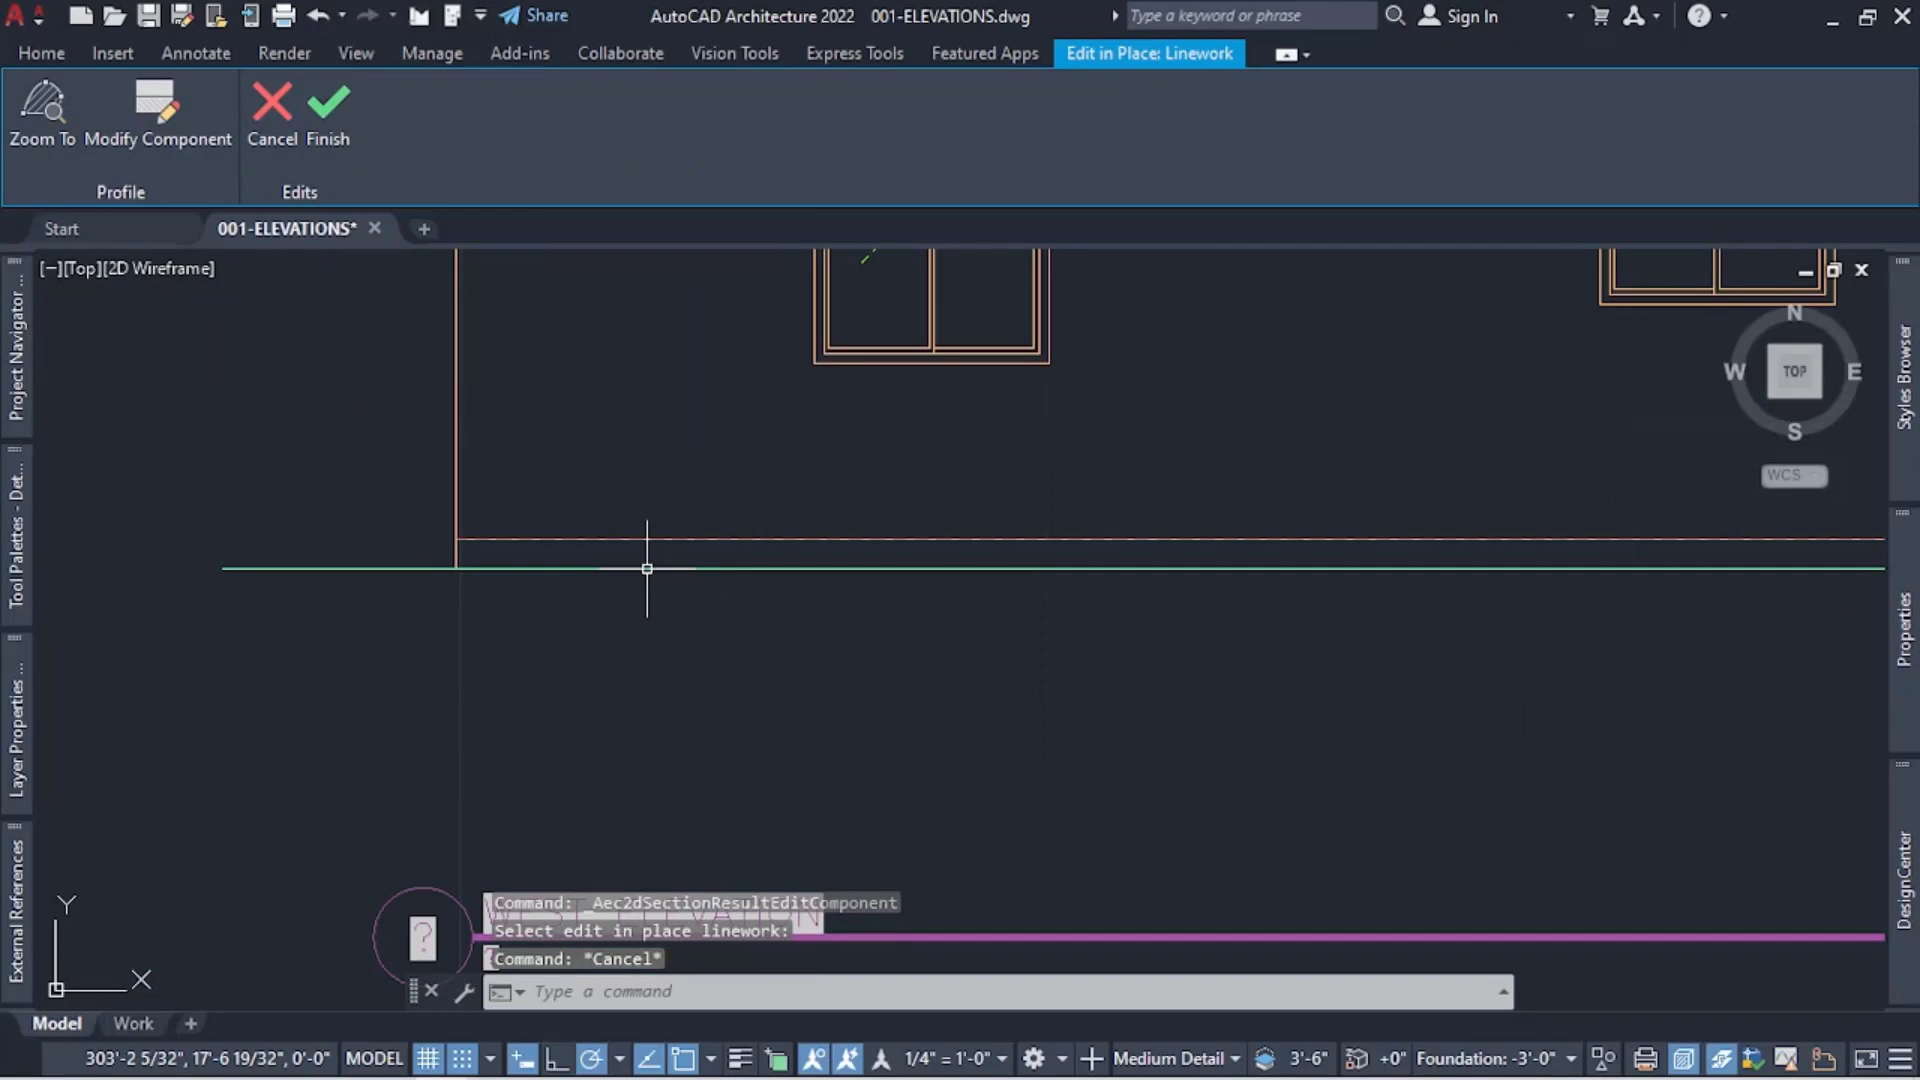 Share
AutoCAD Architecture 2022 001-ELEVATIONS.dwg
Type a keyword or phrase
Sign In
Home Insert Annotate Render View Manage Add-ins Collaborate Vision Tools Express Tools Featured Apps Edit in Place: Linework
Zoom To Modify Component Cancel Finish
Profile Edits
Start 001-ELEVATIONS*
[−][Top][2D Wireframe]
N
W TOP E
S
WCS
Project Navigator ...
Tool Palettes - Det...
Layer Properties ...
External References
Styles Browser
Properties
DesignCenter
?
WEST ELEVATION
Command: _Aec2dSectionResultEditComponent
Select edit in place linework:
Command: *Cancel*
Type a command
Y
X
Model Work
303'-2 5/32", 17'-6 19/32", 0'-0" MODEL 1/4" = 1'-0" Medium Detail 3'-6" +0" Foundation: -3'-0"